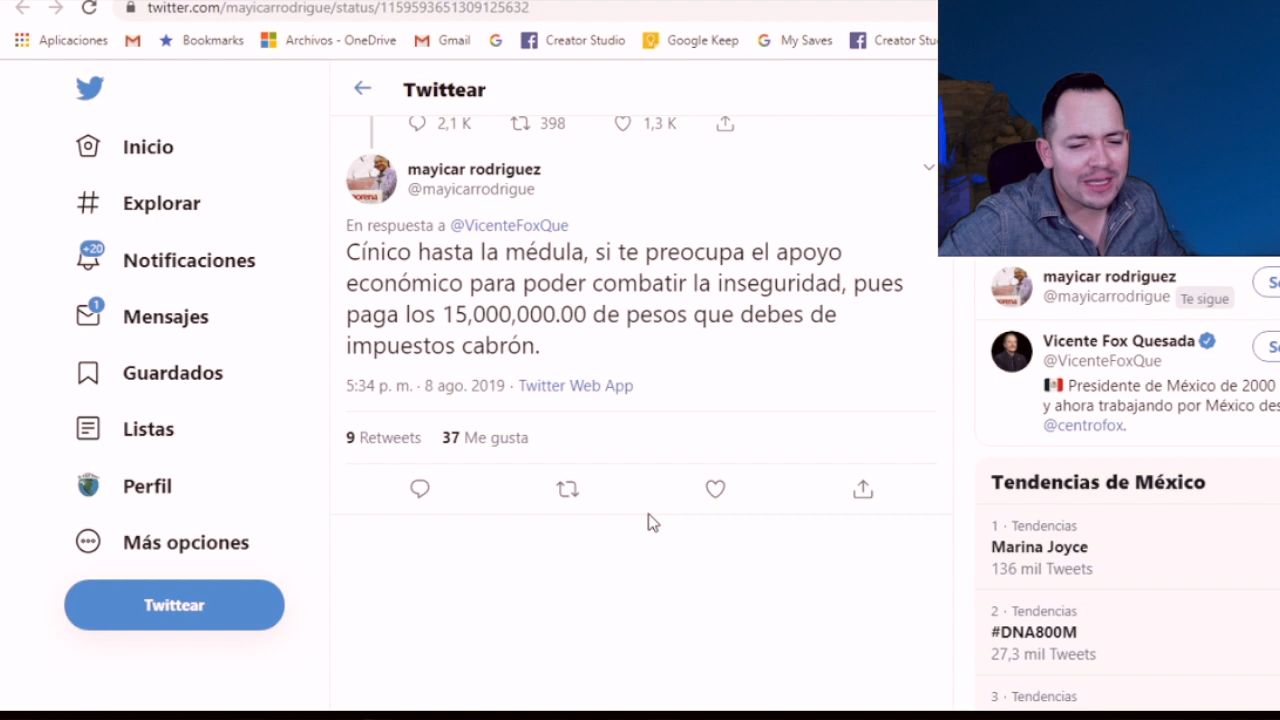 twitter.com/mayicarrodrigue/status/1159593651309125632
Aplicaciones Bookmarks Archivos - OneDrive Gmail Creator Studio Google Keep My Saves Creator Stu
Inicio
Explorar
+20
Notificaciones
1
Mensajes
Guardados
Listas
Perfil
Más opciones
Twittear
Twittear
2,1 K 398 1,3 K
mayicar rodriguez
@mayicarrodrigue
En respuesta a @VicenteFoxQue
Cínico hasta la médula, si te preocupa el apoyo
económico para poder combatir la inseguridad, pues
paga los 15,000,000.00 de pesos que debes de
impuestos cabrón.
5:34 p. m. · 8 ago. 2019 · Twitter Web App
9 Retweets 37 Me gusta
mayicar rodriguez
@mayicarrodrigue Te sigue
Vicente Fox Quesada
@VicenteFoxQue
Presidente de México de 2000
y ahora trabajando por México des
@centrofox.
Tendencias de México
1 · Tendencias
Marina Joyce
136 mil Tweets
2 · Tendencias
#DNA800M
27,3 mil Tweets
3 · Tendencias